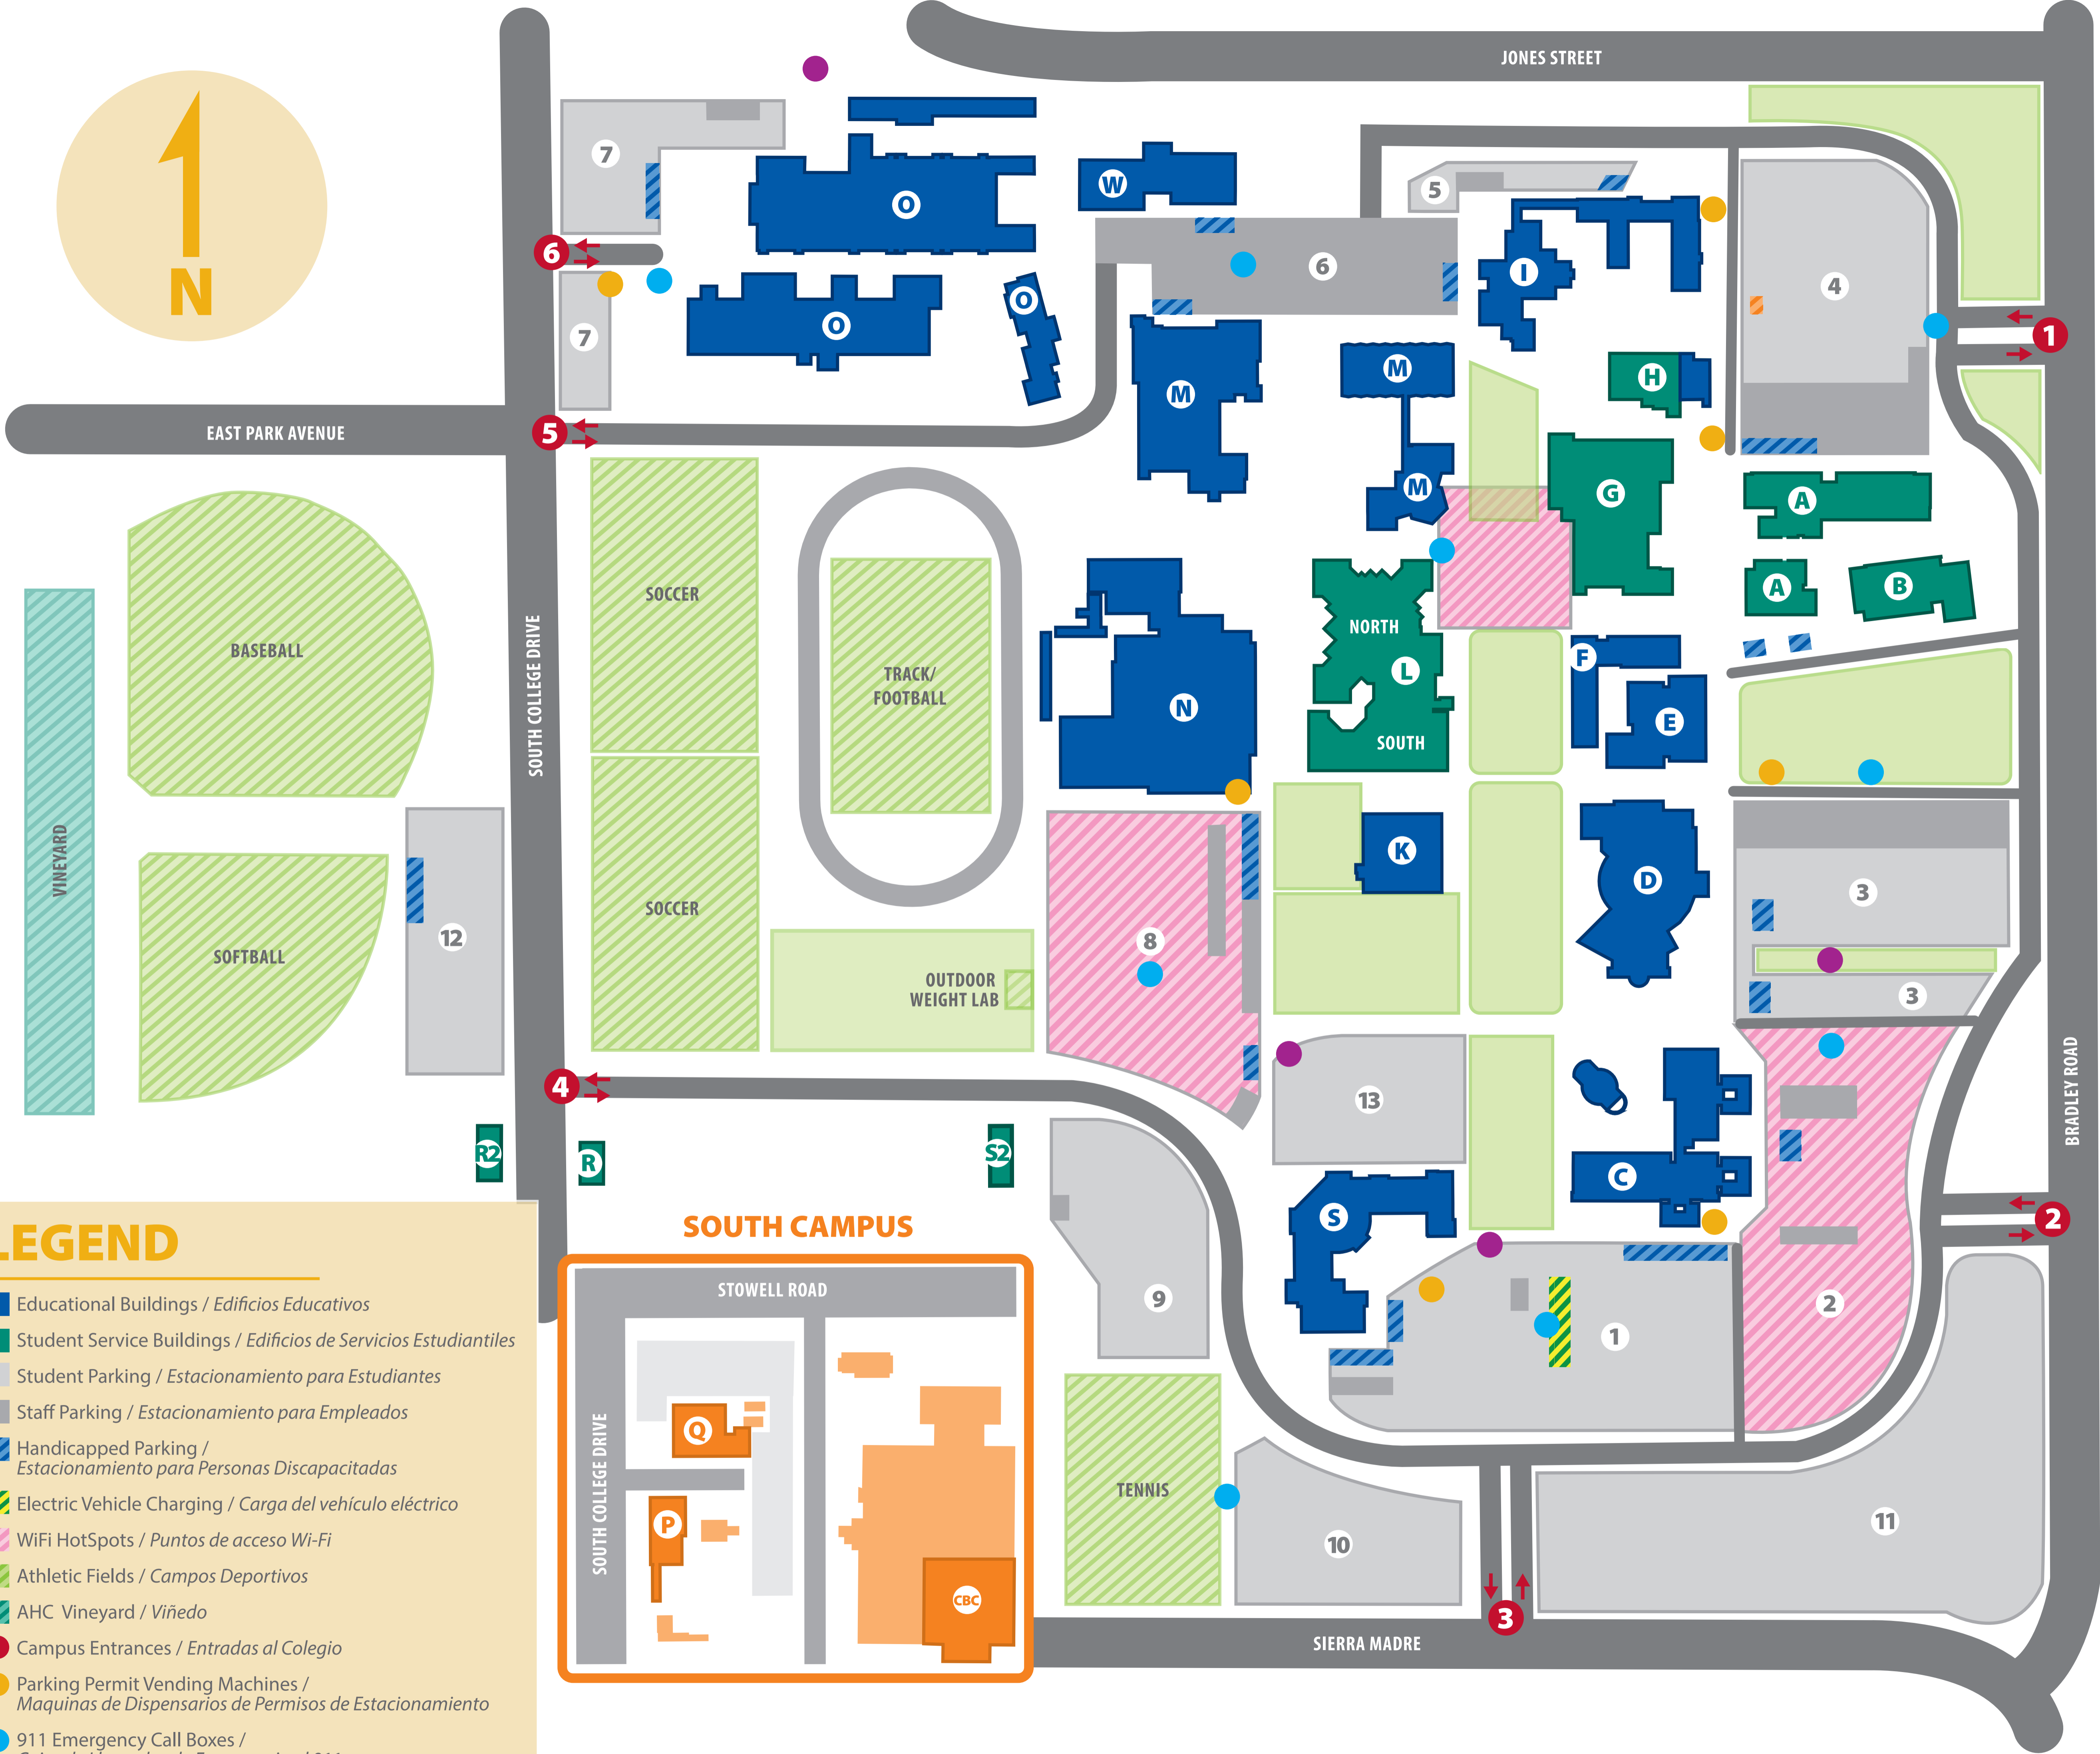 JONES STREET
N
7
O
W
5
6
I
4
6
7
O
O
1
M
M
H
EAST PARK AVENUE
5
M
G
A
A
B
SOCCER
BASEBALL
TRACK/
FOOTBALL
NORTH
L
SOUTH
F
E
N
SOUTH COLLEGE DRIVE
VINEYARD
K
D
3
SOCCER
12
SOFTBALL
8
OUTDOOR
WEIGHT LAB
3
BRADLEY ROAD
4
13
R2
R
S2
C
S
2
SOUTH CAMPUS
STOWELL ROAD
9
2
1
Q
SOUTH COLLEGE DRIVE
P
CBC
TENNIS
10
11
3
SIERRA MADRE
LEGEND
Educational Buildings / Edificios Educativos
Student Service Buildings / Edificios de Servicios Estudiantiles
Student Parking / Estacionamiento para Estudiantes
Staff Parking / Estacionamiento para Empleados
Handicapped Parking /
Estacionamiento para Personas Discapacitadas
Electric Vehicle Charging / Carga del vehículo eléctrico
WiFi HotSpots / Puntos de acceso Wi-Fi
Athletic Fields / Campos Deportivos
AHC Vineyard / Viñedo
Campus Entrances / Entradas al Colegio
Parking Permit Vending Machines /
Maquinas de Dispensarios de Permisos de Estacionamiento
911 Emergency Call Boxes /